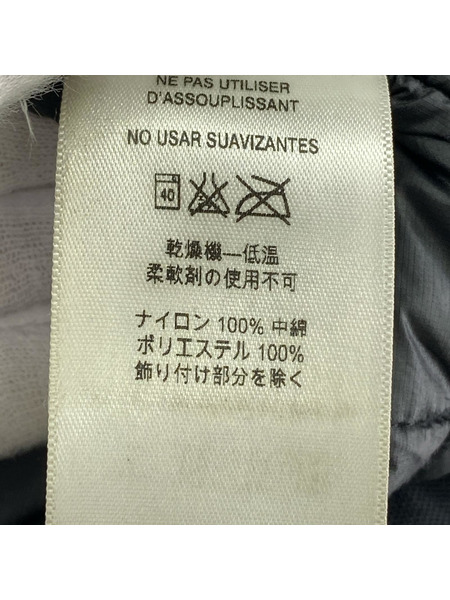 NE PAS UTILISER
D'ASSOUPLISSANT
NO USAR SUAVIZANTES
40
乾燥機―低温
柔軟剤の使用不可
ナイロン 100% 中綿
ポリエステル 100%
飾り付け部分を除く